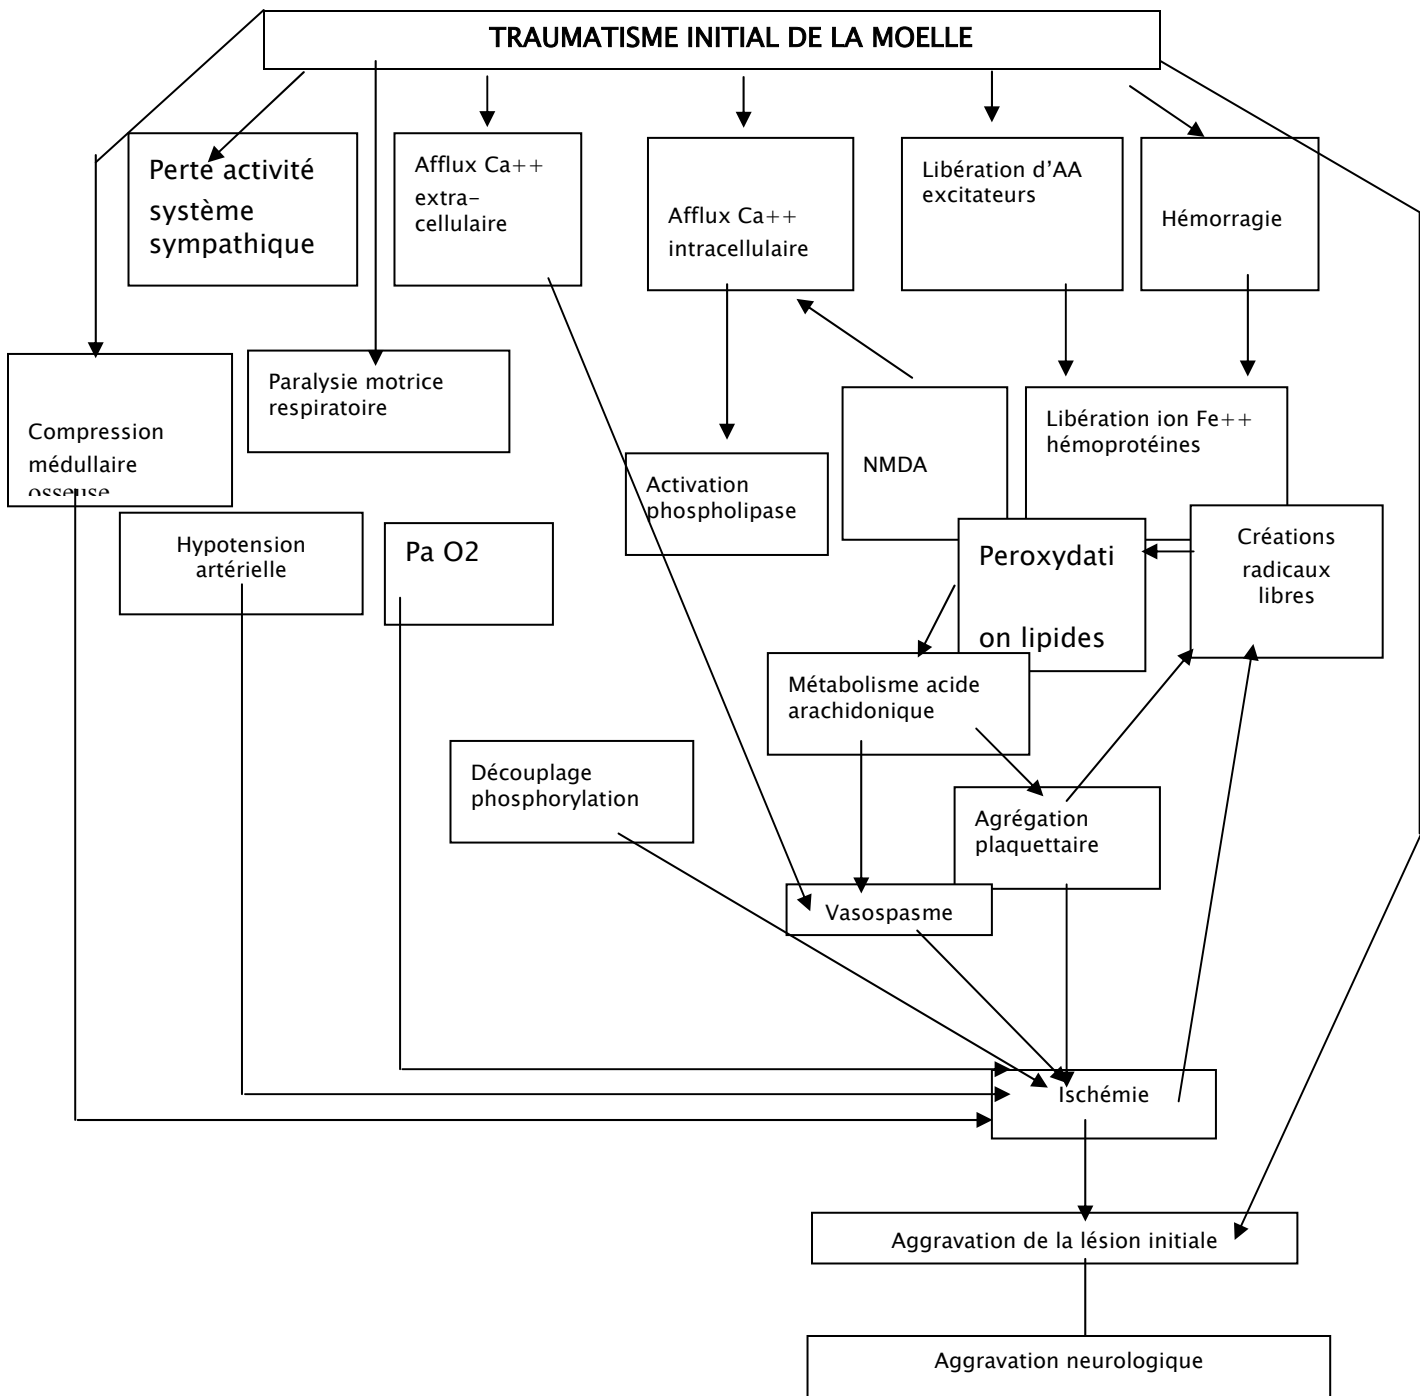 TRAUMATISME INITIAL DE LA MOELLE
Perte activité
système
sympathique
Afflux Ca++
extra-
cellulaire
Afflux Ca++
intracellulaire
Libération d’AA
excitateurs
Hémorragie
Compression
médullaire
osseuse
Paralysie motrice
respiratoire
Activation
phospholipase
NMDA
Libération ion Fe++
hémoprotéines
Hypotension
artérielle
Pa O2
Peroxydati
on lipides
Créations
radicaux
libres
Métabolisme acide
arachidonique
Découplage
phosphorylation
Agrégation
plaquettaire
Vasospasme
Ischémie
Aggravation de la lésion initiale
Aggravation neurologique